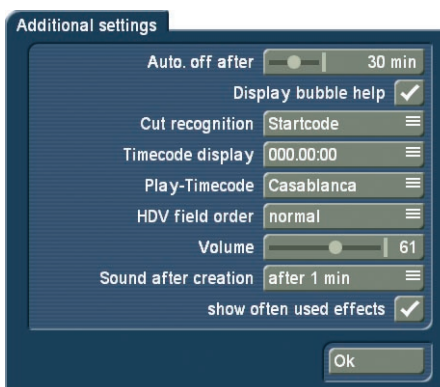 Additional settings
Auto. off after 30 min
Display bubble help
Cut recognition Startcode
Timecode display 000.00:00
Play-Timecode Casablanca
HDV field order normal
Volume 61
Sound after creation after 1 min
show often used effects
Ok